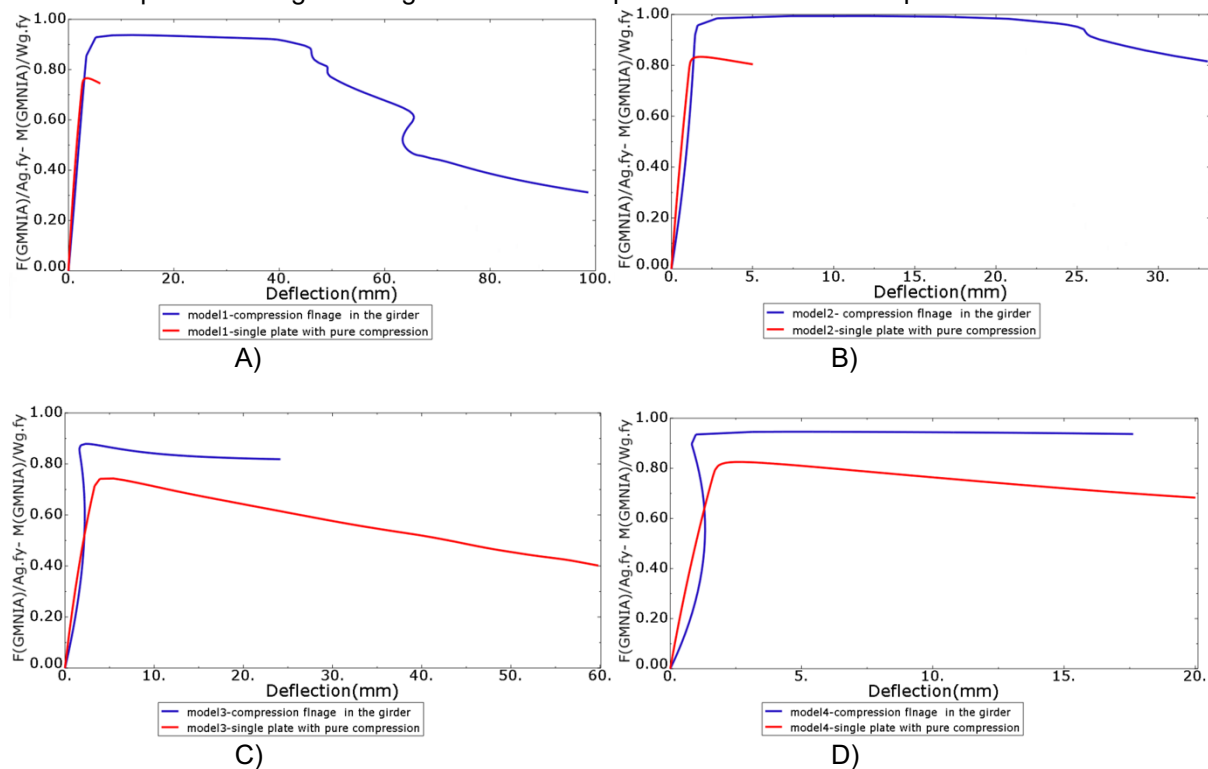 F(GMNIA)/Ag.fy- M(GMNIA)/Wg.fy
1.00
0.80
0.60
0.40
0.20
0.00
0. 20. 40. 60. 80. 100.
Deflection(mm)
model1-compression flnage in the girder
model1-single plate with pure compression
A)
F(GMNIA)/Ag.fy- M(GMNIA)/Wg.fy
1.00
0.80
0.60
0.40
0.20
0.00
0. 5. 10. 15. 20. 25. 30.
Deflection(mm)
model2- compression flnage in the girder
model2-single plate with pure compression
B)
F(GMNIA)/Ag.fy- M(GMNIA)/Wg.fy
1.00
0.80
0.60
0.40
0.20
0.00
0. 10. 20. 30. 40. 50. 60.
Deflection(mm)
model3-compression flnage in the girder
model3-single plate with pure compression
C)
F(GMNIA)/Ag.fy- M(GMNIA)/Wg.fy
1.00
0.80
0.60
0.40
0.20
0.00
0. 5. 10. 15. 20.
Deflection(mm)
model4-compression flnage in the girder
model4-single plate with pure compression
D)